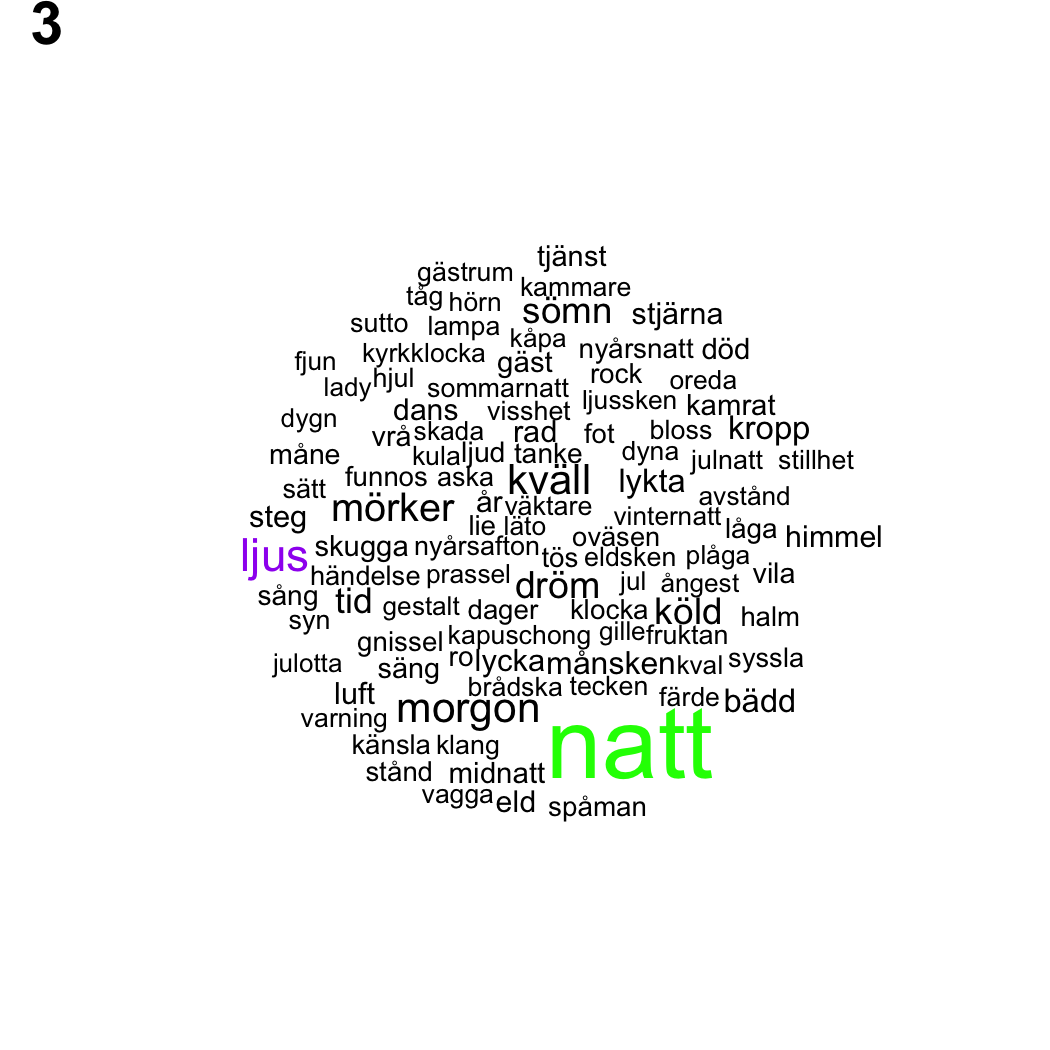 3
tjänst
gästrum kammare
tåg hörn sömn stjärna
sutto lampa kåpa
fjun kyrkklocka gäst nyårsnatt död
lady hjul sommarnatt rock oreda
dygn dans visshet ljussken kamrat
vrå skada rad fot bloss kropp
måne kula ljud tanke dyna julnatt stillhet
sätt funnos aska kväll lykta avstånd
steg mörker år väktare vinternatt
lie läto oväsen låga himmel
ljus skugga nyårsafton tös eldsken plåga
händelse prassel dröm jul ångest vila
sång tid gestalt dager klocka köld halm
syn gnissel kapuschong gille fruktan
julotta säng ro lycka månsken kval syssla
luft brådska tecken färde bädd
varning morgon natt
känsla klang
stånd midnatt
vagga eld spåman